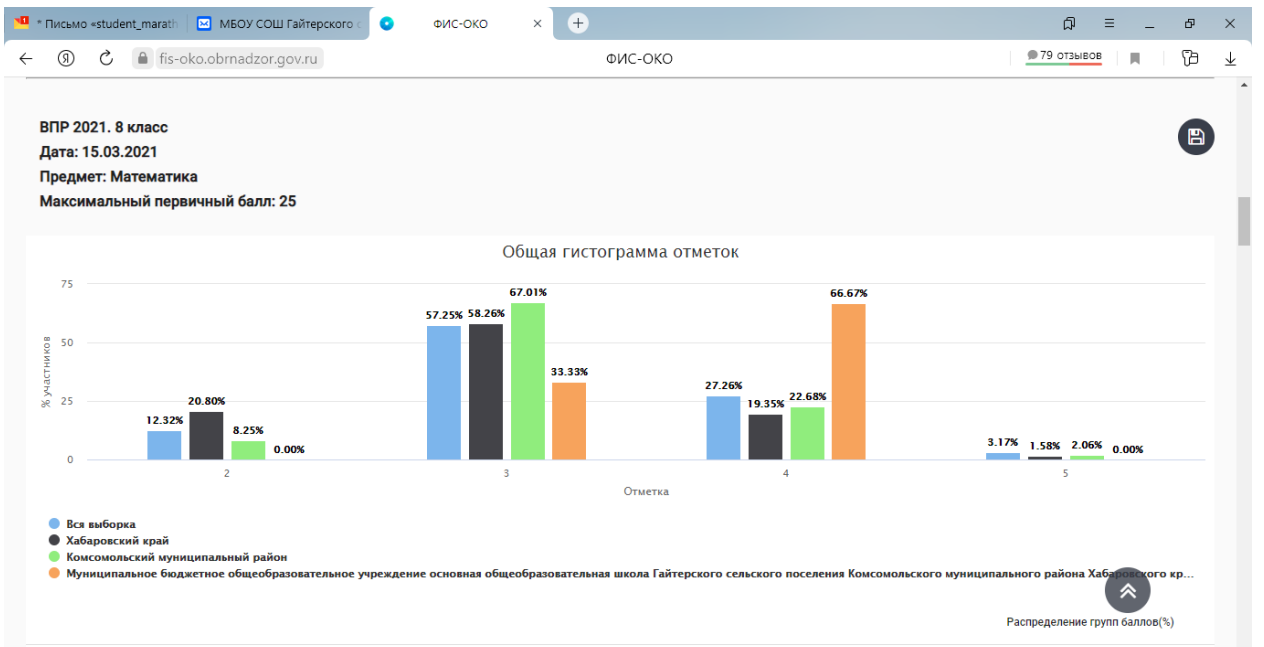 * Письмо «student_marath
МБОУ СОШ Гайтерского с
ФИС-ОКО
fis-oko.obrnadzor.gov.ru
ФИС-ОКО
79 отзывов
ВПР 2021. 8 класс
Дата: 15.03.2021
Предмет: Математика
Максимальный первичный балл: 25
Общая гистограмма отметок
% участников
75
50
25
0
12.32% 20.80% 8.25% 0.00%
57.25% 58.26% 67.01% 33.33%
27.26% 19.35% 22.68% 66.67%
3.17% 1.58% 2.06% 0.00%
2 3 4 5
Отметка
Вся выборка
Хабаровский край
Комсомольский муниципальный район
Муниципальное бюджетное общеобразовательное учреждение основная общеобразовательная школа Гайтерского сельского поселения Комсомольского муниципального района Хабаровского кр...
Распределение групп баллов(%)